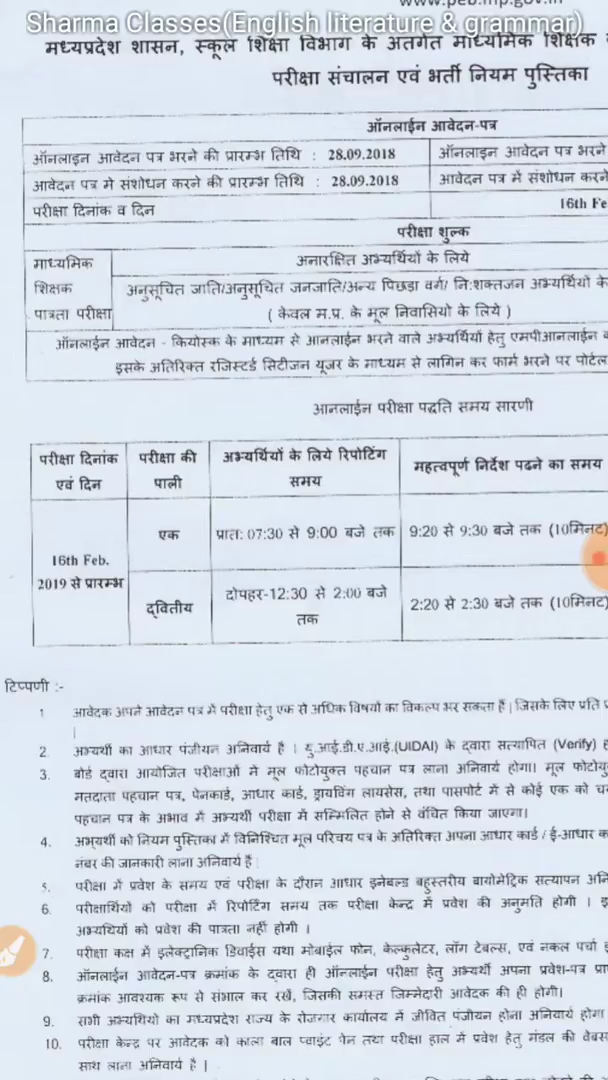 www.peb.mp.gov.in
Sharma Classes(English literature & grammar)
मध्यप्रदेश शासन, स्कूल शिक्षा विभाग के अंतर्गत माध्यमिक शिक्षक
परीक्षा संचालन एवं भर्ती नियम पुस्तिका
ऑनलाईन आवेदन-पत्र
ऑनलाइन आवेदन पत्र भरने की प्रारम्भ तिथि : 28.09.2018 ऑनलाइन आवेदन पत्र भरने
आवेदन पत्र मे संशोधन करने की प्रारम्भ तिथि : 28.09.2018 आवेदन पत्र में संशोधन करने
परीक्षा दिनांक व दिन 16th Fe
परीक्षा शुल्क
माध्यमिक शिक्षक पात्रता परीक्षा
अनारक्षित अभ्यर्थियों के लिये
अनुसूचित जाति/अनुसूचित जनजाति/अन्य पिछड़ा वर्ग/ नि:शक्तजन अभ्यर्थियों के
( केवल म.प्र. के मूल निवासियो के लिये )
ऑनलाईन आवेदन - कियोस्क के माध्यम से आनलाईन भरने वाले अभ्यर्थियों हेतु एमपीआनलाईन
इसके अतिरिक्त रजिस्टर्ड सिटीजन यूजर के माध्यम से लागिन कर फार्म भरने पर पोर्टल
आनलाईन परीक्षा पद्धति समय सारणी
परीक्षा दिनांक एवं दिन
परीक्षा की पाली
अभ्यर्थियों के लिये रिपोर्टिंग समय
महत्वपूर्ण निर्देश पढने का समय
16th Feb. 2019 से प्रारम्भ
एक प्रात: 07:30 से 9:00 बजे तक 9:20 से 9:30 बजे तक (10मिनट)
द्वितीय दोपहर-12:30 से 2:00 बजे तक 2:20 से 2:30 बजे तक (10मिनट)
टिप्पणी :-
1 आवेदक अपने आवेदन पत्र मे परीक्षा हेतु एक से अधिक विषयों का विकल्प भर सकता हैं | जिसके लिए प्रति
|
2. अभ्यर्थी का आधार पंजीयन अनिवार्य है । यु.आई.डी.ए.आई.(UIDAI) के द्वारा सत्यापित (Verify)
3. बोर्ड द्वारा आयोजित परीक्षाओं मे मूल फोटोयुक्त पहचान पत्र लाना अनिवार्य होगा। मूल फोटोयु
मतदाता पहचान पत्र, पेनकार्ड, आधार कार्ड, ड्रायविंग लायसेंस, तथा पासपोर्ट में से कोई एक को
पहचान पत्र के अभाव में अभ्यर्थी परीक्षा में सम्मिलित होने से वंचित किया जाएगा।
4. अभ्यर्थी को नियम पुस्तिका में विनिश्चित मूल परिचय पत्र के अतिरिक्त अपना आधार कार्ड / ई-आधार
नंबर की जानकारी लाना अनिवार्य है
5. परीक्षा में प्रवेश के समय एवं परीक्षा के दौरान आधार इनेबल्ड बहुस्तरीय बायोमेट्रिक सत्यापन अनि
6. परीक्षार्थियों को परीक्षा में रिपोर्टिंग समय तक परीक्षा केन्द्र में प्रवेश की अनुमति होगी ।
अभ्यथियों को प्रवेश की पात्रता नहीं होगी ।
7. परीक्षा कक्ष में इलेक्ट्रानिक डिवाईस यथा मोबाईल फोन, केल्कुलेटर, लॉग टेबल्स, एवं नकल पर्चा
8. ऑनलाईन आवेदन-पत्र क्रमांक के द्वारा ही ऑनलाईन परीक्षा हेतु अभ्यर्थी अपना प्रवेश-पत्र
क्रमांक आवश्यक रूप से संभाल कर रखें, जिसकी समस्त जिम्मेदारी आवेदक की ही होगी।
9. सभी अभ्यथियो का मध्यप्रदेश राज्य के रोजगार कार्यालय में जीवित पंजीयन होना अनिवार्य होगा
10. परीक्षा केन्द्र पर आवेदक को काला बाल प्वाइंट पेन तथा परीक्षा हाल मे प्रवेश हेतु मंडल की वेबस
साथ लाना अनिवार्य है |